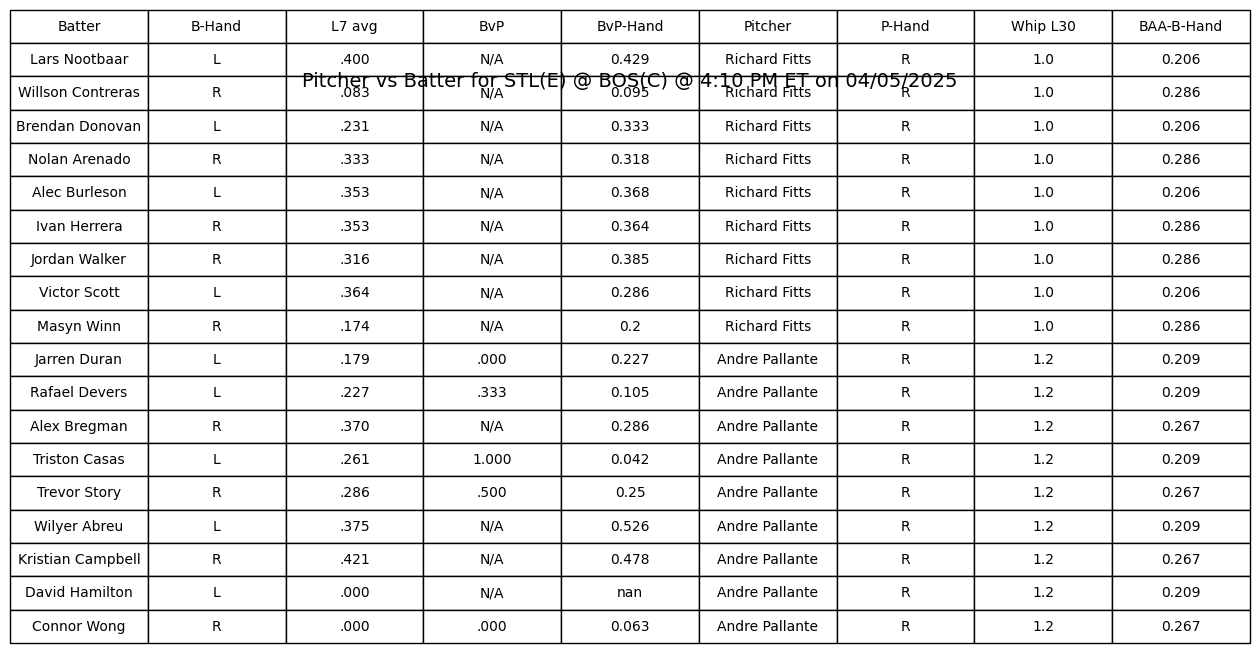 Batter B-Hand L7 avg BvP BvP-Hand Pitcher P-Hand Whip L30 BAA-B-Hand
Lars Nootbaar L .400 N/A 0.429 Richard Fitts R 1.0 0.206
Pitcher vs Batter for STL(E) @ BOS(C) @ 4:10 PM ET on 04/05/2025
Willson Contreras R .083 N/A 0.095 Richard Fitts R 1.0 0.286
Brendan Donovan L .231 N/A 0.333 Richard Fitts R 1.0 0.206
Nolan Arenado R .333 N/A 0.318 Richard Fitts R 1.0 0.286
Alec Burleson L .353 N/A 0.368 Richard Fitts R 1.0 0.206
Ivan Herrera R .353 N/A 0.364 Richard Fitts R 1.0 0.286
Jordan Walker R .316 N/A 0.385 Richard Fitts R 1.0 0.286
Victor Scott L .364 N/A 0.286 Richard Fitts R 1.0 0.206
Masyn Winn R .174 N/A 0.2 Richard Fitts R 1.0 0.286
Jarren Duran L .179 .000 0.227 Andre Pallante R 1.2 0.209
Rafael Devers L .227 .333 0.105 Andre Pallante R 1.2 0.209
Alex Bregman R .370 N/A 0.286 Andre Pallante R 1.2 0.267
Triston Casas L .261 1.000 0.042 Andre Pallante R 1.2 0.209
Trevor Story R .286 .500 0.25 Andre Pallante R 1.2 0.267
Wilyer Abreu L .375 N/A 0.526 Andre Pallante R 1.2 0.209
Kristian Campbell R .421 N/A 0.478 Andre Pallante R 1.2 0.267
David Hamilton L .000 N/A nan Andre Pallante R 1.2 0.209
Connor Wong R .000 .000 0.063 Andre Pallante R 1.2 0.267